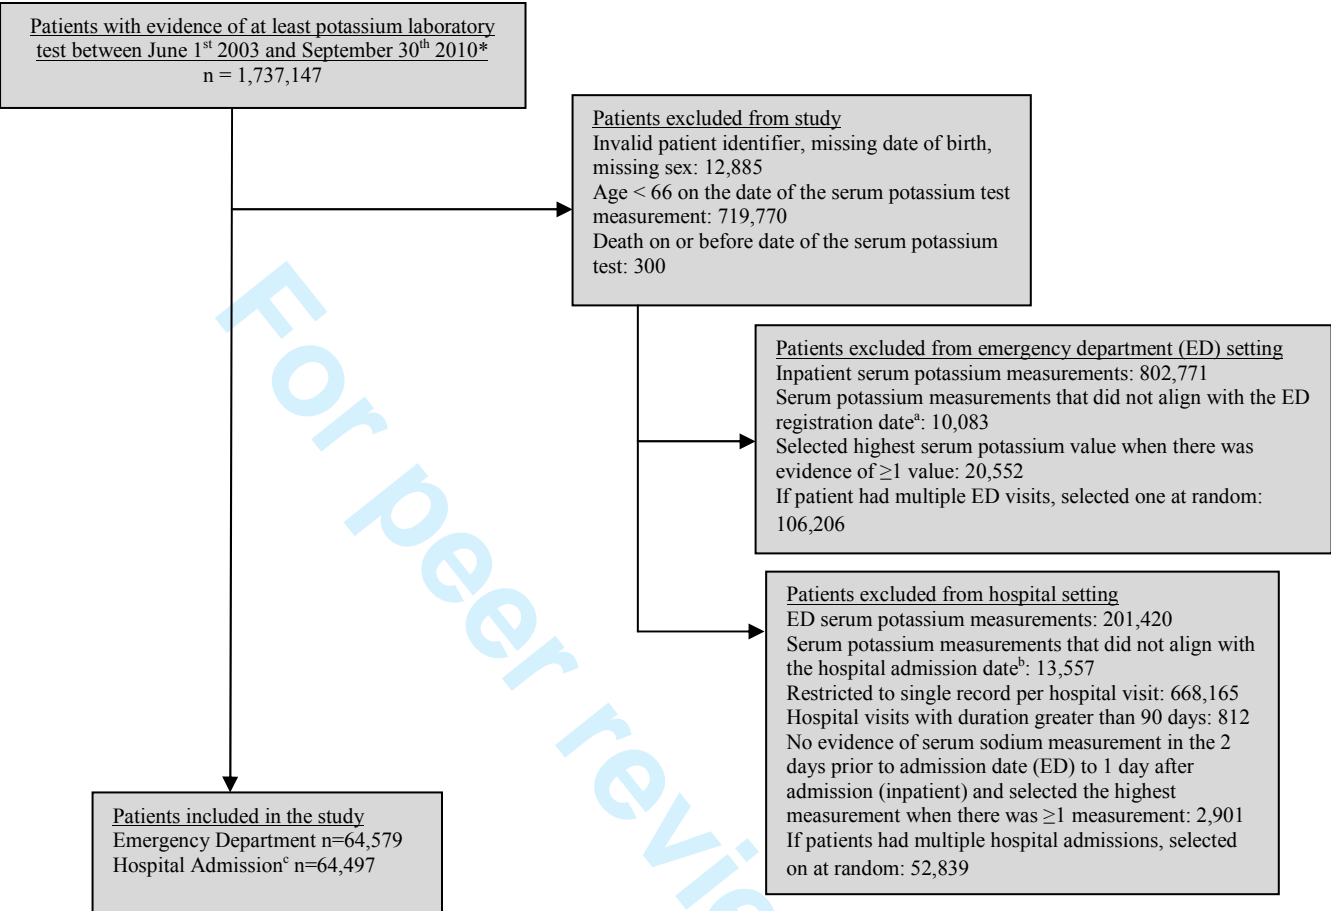 Patients with evidence of at least potassium laboratory
test between June 1st 2003 and September 30th 2010*
n = 1,737,147
Patients excluded from study
Invalid patient identifier, missing date of birth,
missing sex: 12,885
Age < 66 on the date of the serum potassium test
measurement: 719,770
Death on or before date of the serum potassium
test: 300
Patients excluded from emergency department (ED) setting
Inpatient serum potassium measurements: 802,771
Serum potassium measurements that did not align with the ED
registration dateᵃ: 10,083
Selected highest serum potassium value when there was
evidence of ≥1 value: 20,552
If patient had multiple ED visits, selected one at random:
106,206
Patients excluded from hospital setting
ED serum potassium measurements: 201,420
Serum potassium measurements that did not align with
the hospital admission dateᵇ: 13,557
Restricted to single record per hospital visit: 668,165
Hospital visits with duration greater than 90 days: 812
No evidence of serum sodium measurement in the 2
days prior to admission date (ED) to 1 day after
admission (inpatient) and selected the highest
measurement when there was ≥1 measurement: 2,901
If patients had multiple hospital admissions, selected
on at random: 52,839
Patients included in the study
Emergency Department n=64,579
Hospital Admissionᶜ n=64,497
For peer revie